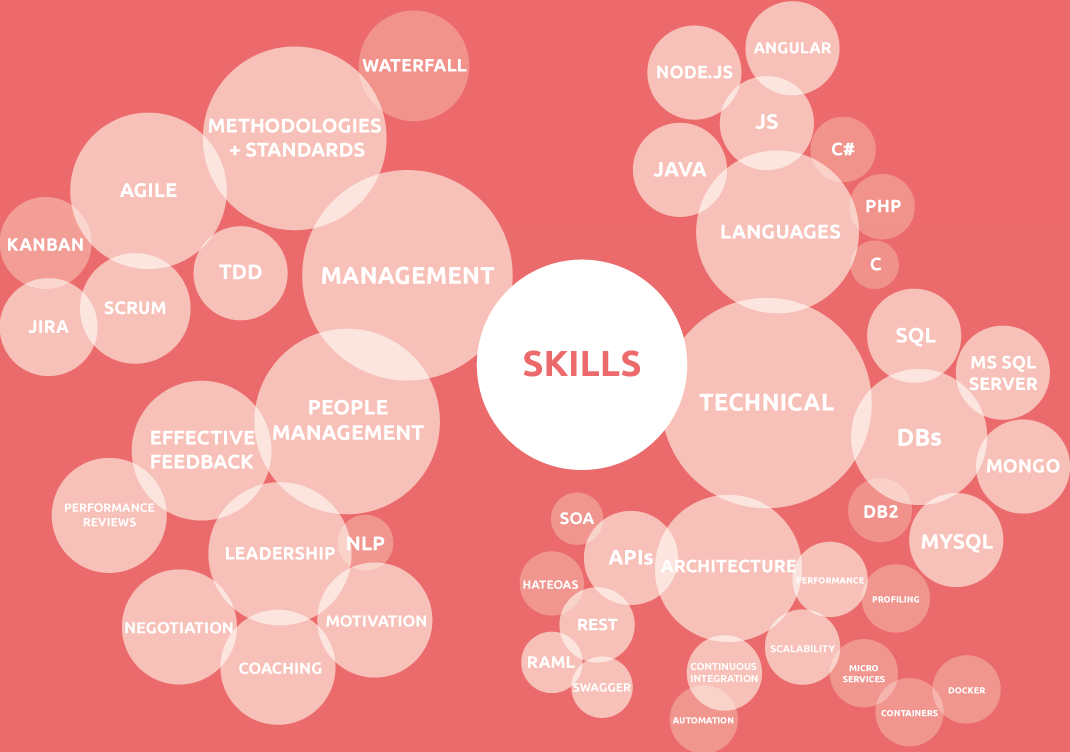 WATERFALL
METHODOLOGIES
+ STANDARDS
AGILE
KANBAN
TDD
SCRUM
JIRA
MANAGEMENT
PEOPLE
MANAGEMENT
EFFECTIVE
FEEDBACK
PERFORMANCE
REVIEWS
LEADERSHIP
NLP
NEGOTIATION
MOTIVATION
COACHING
SKILLS
ANGULAR
NODE.JS
JS
C#
JAVA
PHP
LANGUAGES
C
SQL
MS SQL
SERVER
TECHNICAL
DBs
MONGO
DB2
MYSQL
SOA
APIs
ARCHITECTURE
HATEOAS
PERFORMANCE
PROFILING
REST
RAML
SWAGGER
SCALABILITY
CONTINUOUS
INTEGRATION
MICRO
SERVICES
DOCKER
CONTAINERS
AUTOMATION